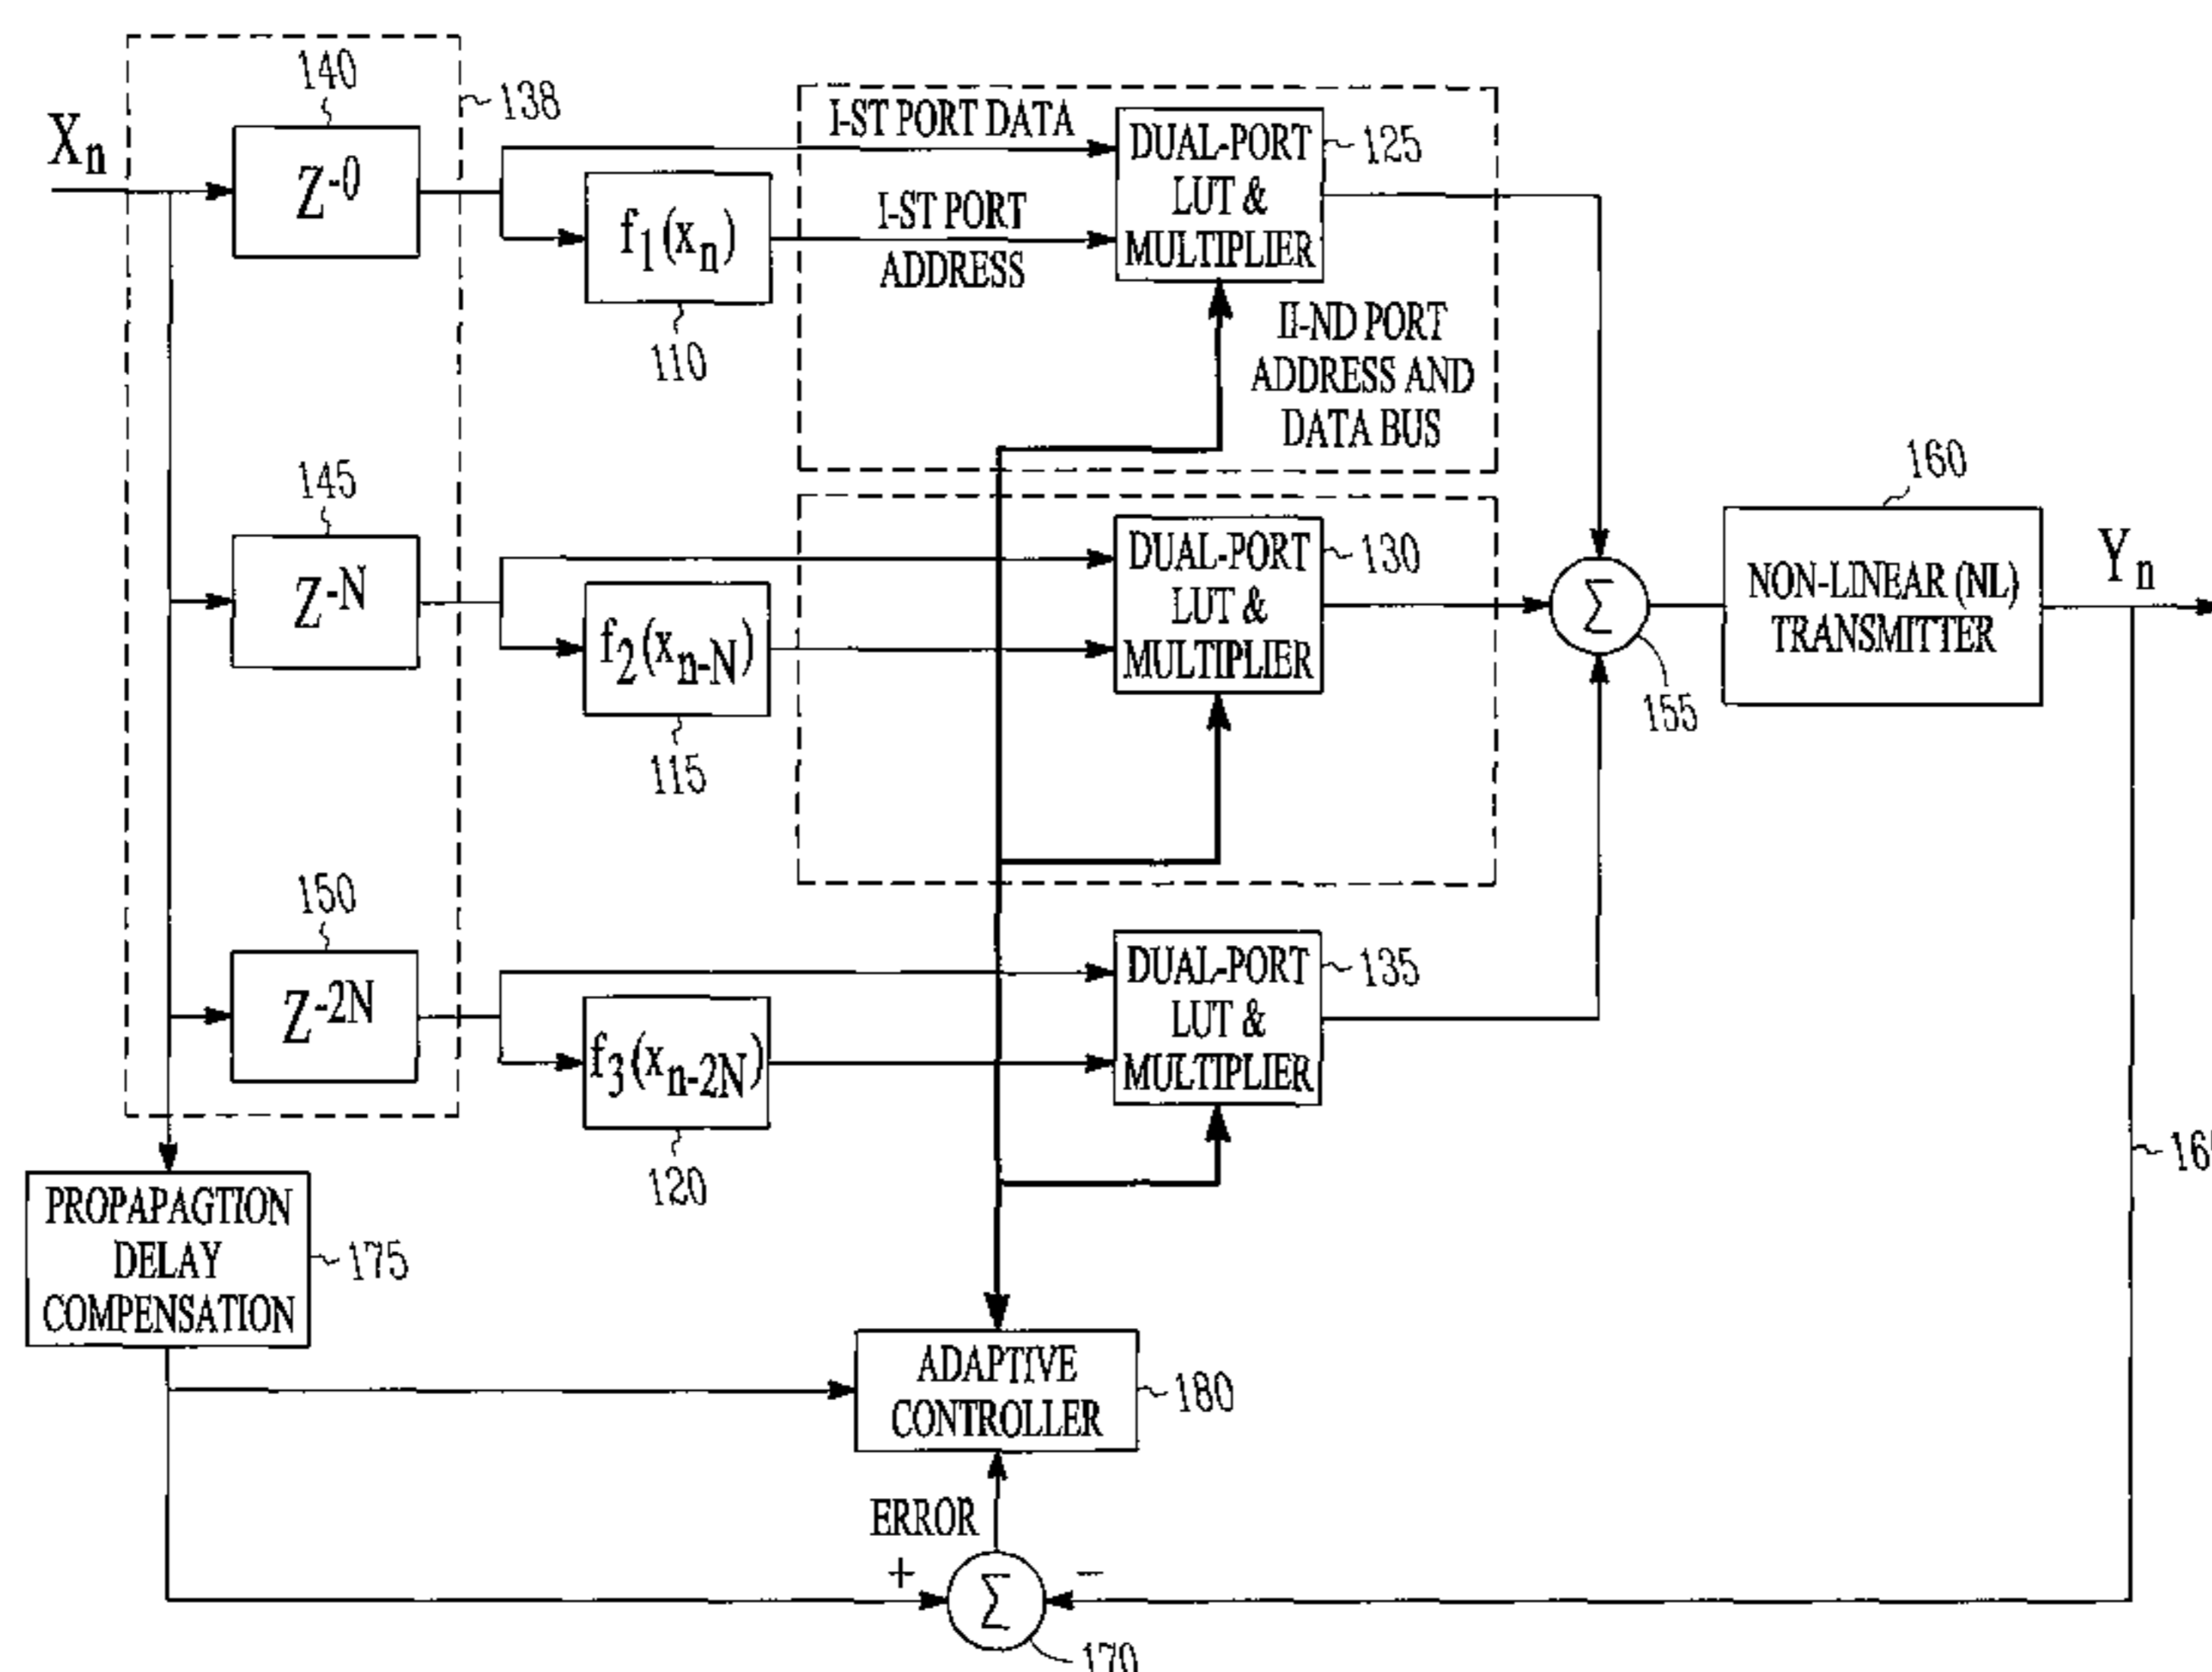 140
138
Xn
Z-0
I-ST PORT DATA
DUAL-PORT
LUT &
MULTIPLIER
125
f1(xn)
I-ST PORT
ADDRESS
110
II-ND PORT
ADDRESS AND
DATA BUS
145
Z-N
DUAL-PORT
LUT &
MULTIPLIER
130
f2(xn-N)
115
Σ
155
160
NON-LINEAR (NL)
TRANSMITTER
Yn
150
Z-2N
DUAL-PORT
LUT &
MULTIPLIER
135
f3(xn-2N)
120
PROPAPAGTION
DELAY
COMPENSATION
175
ADAPTIVE
CONTROLLER
180
ERROR
+
Σ
−
170